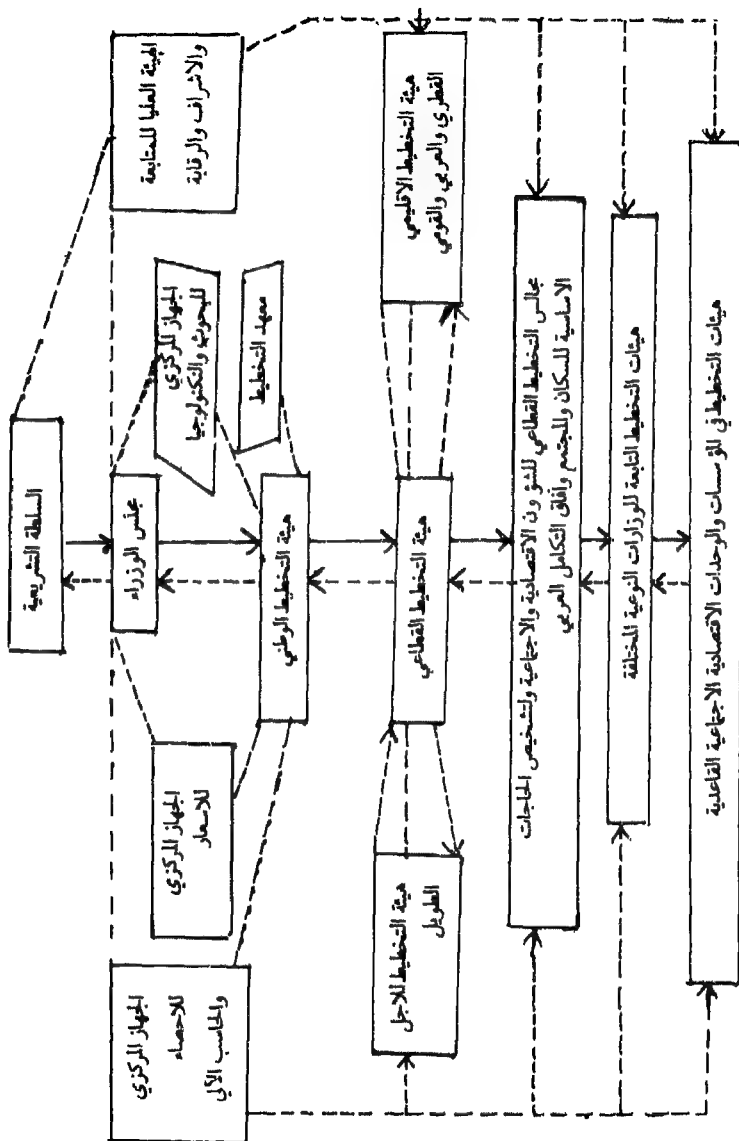 السلطة التشريعية
الهيئة العليا للمتابعة
والاشراف والرقابة
مجلس الوزراء
الجهاز المركزي
للاحصاء
والحاسب الآلي
الجهاز المركزي
للبحوث والتكنولوجيا
الجهاز المركزي
للاسعار
معهد التخطيط
هيئة التخطيط الوطني
هيئة التخطيط الاقليمي
القطري والعربي والقومي
هيئة التخطيط القطاعي
هيئة التخطيط للاجل
الطويل
مجالس التخطيط القطاعي للشؤون الاقتصادية والاجتماعية ولتشخيص الحاجات
الاساسية للسكان وللمجتمع وآفاق التكامل العربي
هيئات التخطيط التابعة للوزارات النوعية المختلفة
هيئات التخطيط في المؤسسات والوحدات الاقتصادية الاجتماعية القاعدية